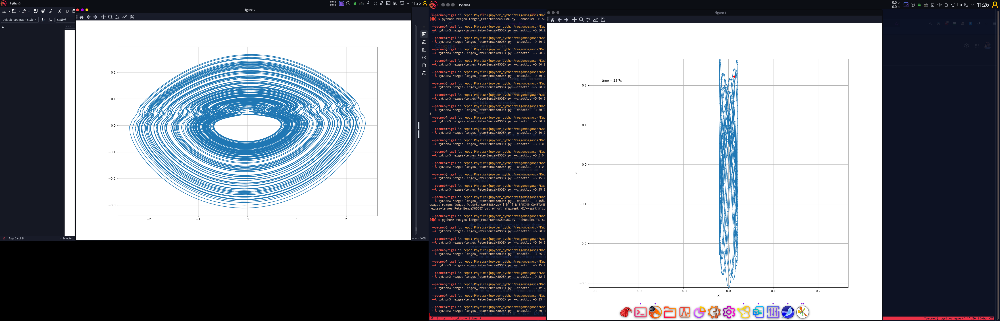 Python3
0.0 b
0.0 b
hu
11:26
Default Paragraph Style
Calibri
Figure 2
0.2
0.1
0.0
−0.1
−0.2
−0.3
−2
−1
0
1
2
Page 24 of 24
Selected:
160%
Python3
pecneb@rigel in repo: Physics/jupyter_python/rezgomozgasok/Kao
python3 rezges-lenges_PeterBenceX8908X.py --chaoticL -D 50
pecneb@rigel in repo: Physics/jupyter_python/rezgomozgasok/Kao
λ python3 rezges-lenges_PeterBenceX8908X.py --chaoticL -D 50.0
pecneb@rigel in repo: Physics/jupyter_python/rezgomozgasok/Kao
λ python3 rezges-lenges_PeterBenceX8908X.py --chaoticL -D 50.0
pecneb@rigel in repo: Physics/jupyter_python/rezgomozgasok/Kao
λ python3 rezges-lenges_PeterBenceX8908X.py --chaoticL -D 50.0
pecneb@rigel in repo: Physics/jupyter_python/rezgomozgasok/Kao
λ python3 rezges-lenges_PeterBenceX8908X.py --chaoticL -D 50.0
pecneb@rigel in repo: Physics/jupyter_python/rezgomozgasok/Kao
λ python3 rezges-lenges_PeterBenceX8908X.py --chaoticL -D 50.0
pecneb@rigel in repo: Physics/jupyter_python/rezgomozgasok/Kao
λ python3 rezges-lenges_PeterBenceX8908X.py --chaoticL -D 50.0
pecneb@rigel in repo: Physics/jupyter_python/rezgomozgasok/Kao
λ python3 rezges-lenges_PeterBenceX8908X.py --chaoticL -D 50.0
pecneb@rigel in repo: Physics/jupyter_python/rezgomozgasok/Kao
λ python3 rezges-lenges_PeterBenceX8908X.py --chaoticL -D 50.0
3
pecneb@rigel in repo: Physics/jupyter_python/rezgomozgasok/Kao
λ python3 rezges-lenges_PeterBenceX8908X.py --chaoticL -D 50.0
pecneb@rigel in repo: Physics/jupyter_python/rezgomozgasok/Kao
λ python3 rezges-lenges_PeterBenceX8908X.py --chaoticL -D 50.0
pecneb@rigel in repo: Physics/jupyter_python/rezgomozgasok/Kao
λ python3 rezges-lenges_PeterBenceX8908X.py --chaoticL -D 5.0
pecneb@rigel in repo: Physics/jupyter_python/rezgomozgasok/Kao
λ python3 rezges-lenges_PeterBenceX8908X.py --chaoticL -D 5.0
pecneb@rigel in repo: Physics/jupyter_python/rezgomozgasok/Kao
λ python3 rezges-lenges_PeterBenceX8908X.py --chaoticL -D 5.0
pecneb@rigel in repo: Physics/jupyter_python/rezgomozgasok/Kao
λ python3 rezges-lenges_PeterBenceX8908X.py --chaoticL -D 15.0
pecneb@rigel in repo: Physics/jupyter_python/rezgomozgasok/Kao
λ python3 rezges-lenges_PeterBenceX8908X.py --chaoticL -D 15.0
pecneb@rigel in repo: Physics/jupyter_python/rezgomozgasok/Kao
λ python3 rezges-lenges_PeterBenceX8908X.py --chaoticL -D
usage: rezges-lenges_PeterBenceX8908X.py [-h] [-D SPRING_CONSTANT
rezges-lenges_PeterBenceX8908X.py: error: argument -D/--spring_co
pecneb@rigel in repo: Physics/jupyter_python/rezgomozgasok/Kao
python3 rezges-lenges_PeterBenceX8908X.py --chaoticL -D 50
pecneb@rigel in repo: Physics/jupyter_python/rezgomozgasok/Kao
λ python3 rezges-lenges_PeterBenceX8908X.py --chaoticL -D 50.0
pecneb@rigel in repo: Physics/jupyter_python/rezgomozgasok/Kao
λ python3 rezges-lenges_PeterBenceX8908X.py --chaoticL -D 50.0
pecneb@rigel in repo: Physics/jupyter_python/rezgomozgasok/Kao
λ python3 rezges-lenges_PeterBenceX8908X.py --chaoticL -D 25.0
pecneb@rigel in repo: Physics/jupyter_python/rezgomozgasok/Kao
λ python3 rezges-lenges_PeterBenceX8908X.py --chaoticL -D 15.0
pecneb@rigel in repo: Physics/jupyter_python/rezgomozgasok/Kao
λ python3 rezges-lenges_PeterBenceX8908X.py --chaoticL -D 12.5
pecneb@rigel in repo: Physics/jupyter_python/rezgomozgasok/Kao
λ python3 rezges-lenges_PeterBenceX8908X.py --chaoticL -D 12.2
pecneb@rigel in repo: Physics/jupyter_python/rezgomozgasok/Kao
λ python3 rezges-lenges_PeterBenceX8908X.py --chaoticL -D 23.4
pecneb@rigel in repo: Physics/jupyter_python/rezgomozgasok/Kao
λ python3 rezges-lenges_PeterBenceX8908X.py --chaoticL -D 20
[0] 0:fish 1:python- 2:bash*
Figure 1
time = 23.7s
0.2
0.1
0.0
−0.1
−0.2
−0.3
Z
−0.3
−0.2
−0.1
0.0
0.1
0.2
X
0.0 b
0.0 b
hu
11:26
"pecneb@rigel:~/repos/" 11:26 03-ápr-22